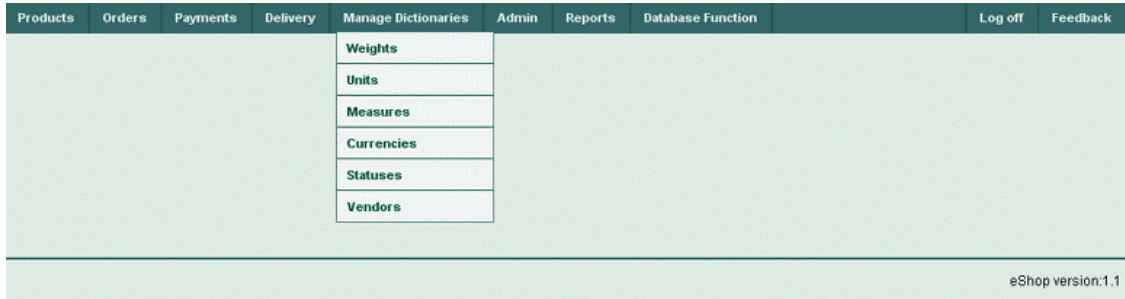 Products Orders Payments Delivery Manage Dictionaries Admin Reports Database Function Log off Feedback
Weights
Units
Measures
Currencies
Statuses
Vendors
eShop version:1.1